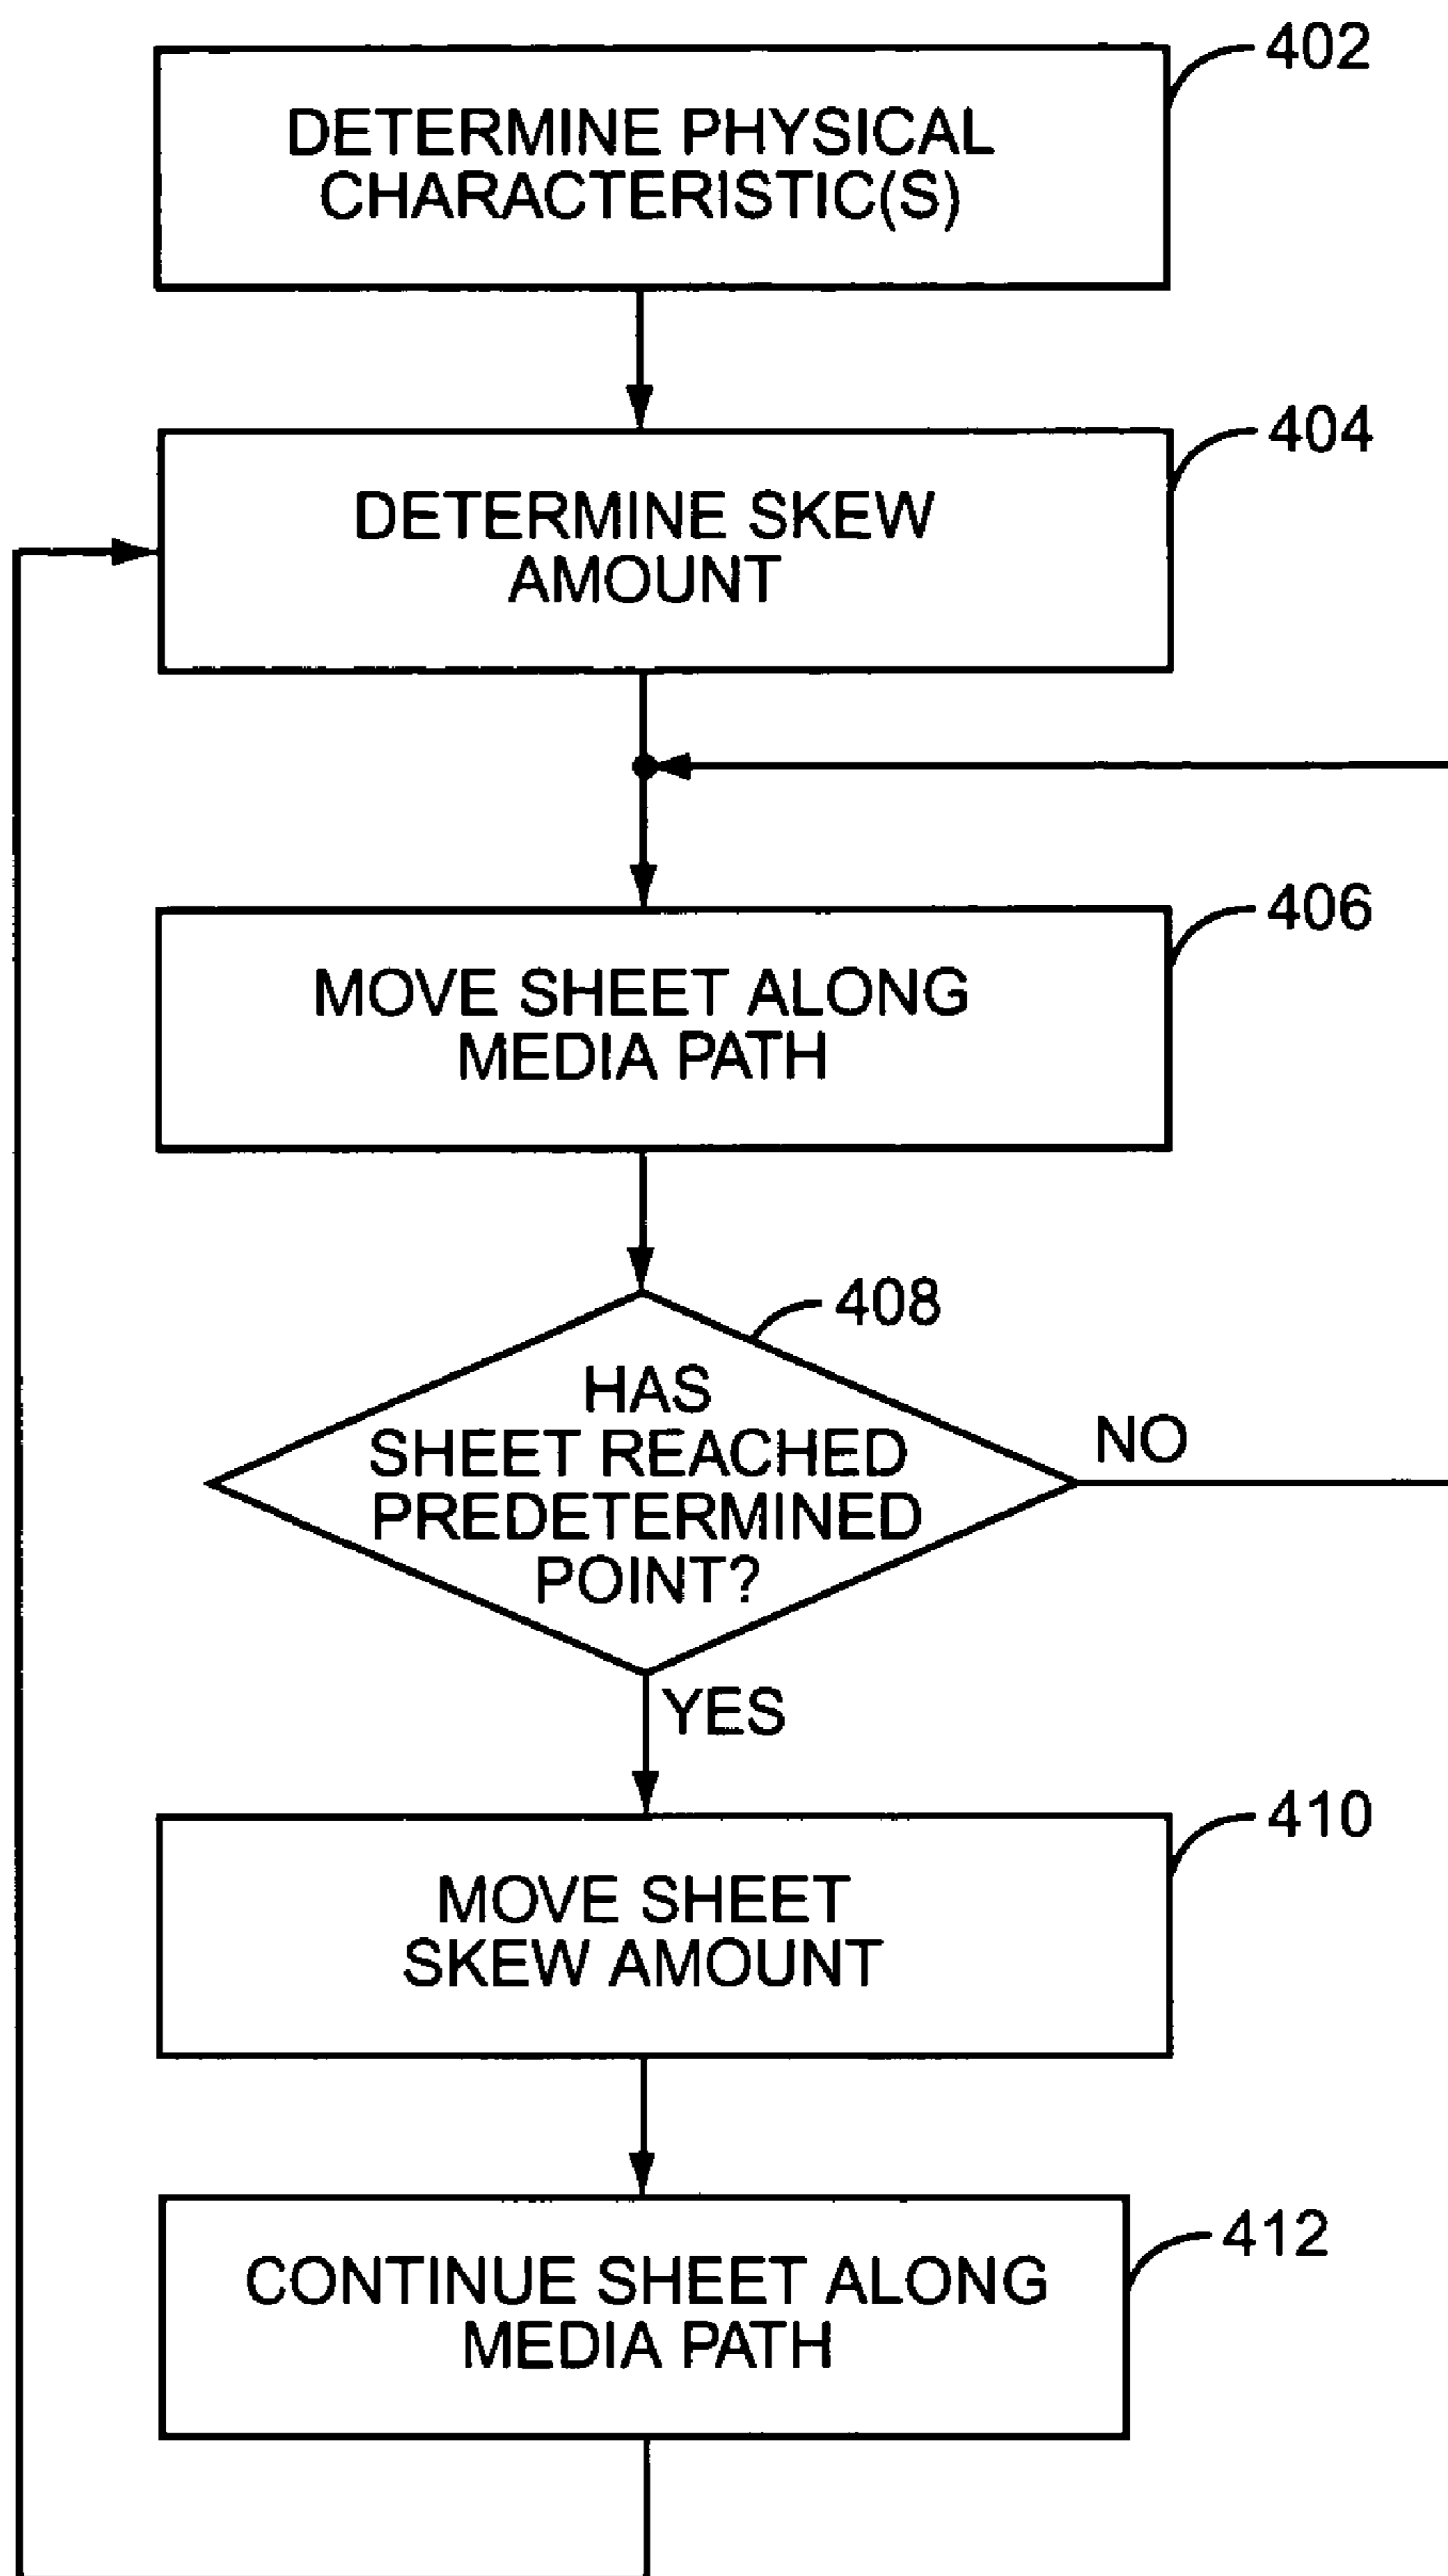 402
DETERMINE PHYSICAL
CHARACTERISTIC(S)
404
DETERMINE SKEW
AMOUNT
406
MOVE SHEET ALONG
MEDIA PATH
408
HAS
SHEET REACHED
PREDETERMINED
POINT?
NO
YES
410
MOVE SHEET
SKEW AMOUNT
412
CONTINUE SHEET ALONG
MEDIA PATH